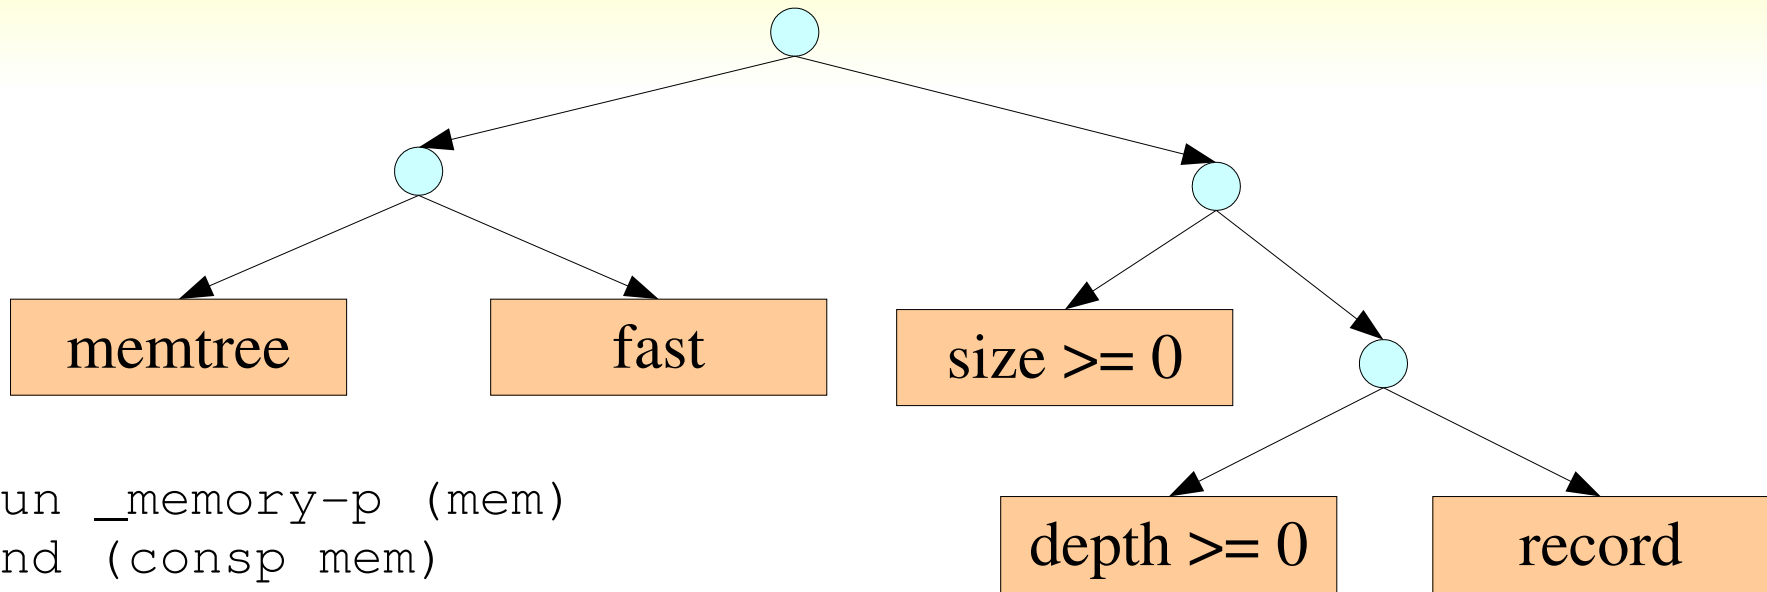 memtree
fast
size >= 0
depth >= 0
record
un _memory-p (mem)
nd (consp mem)